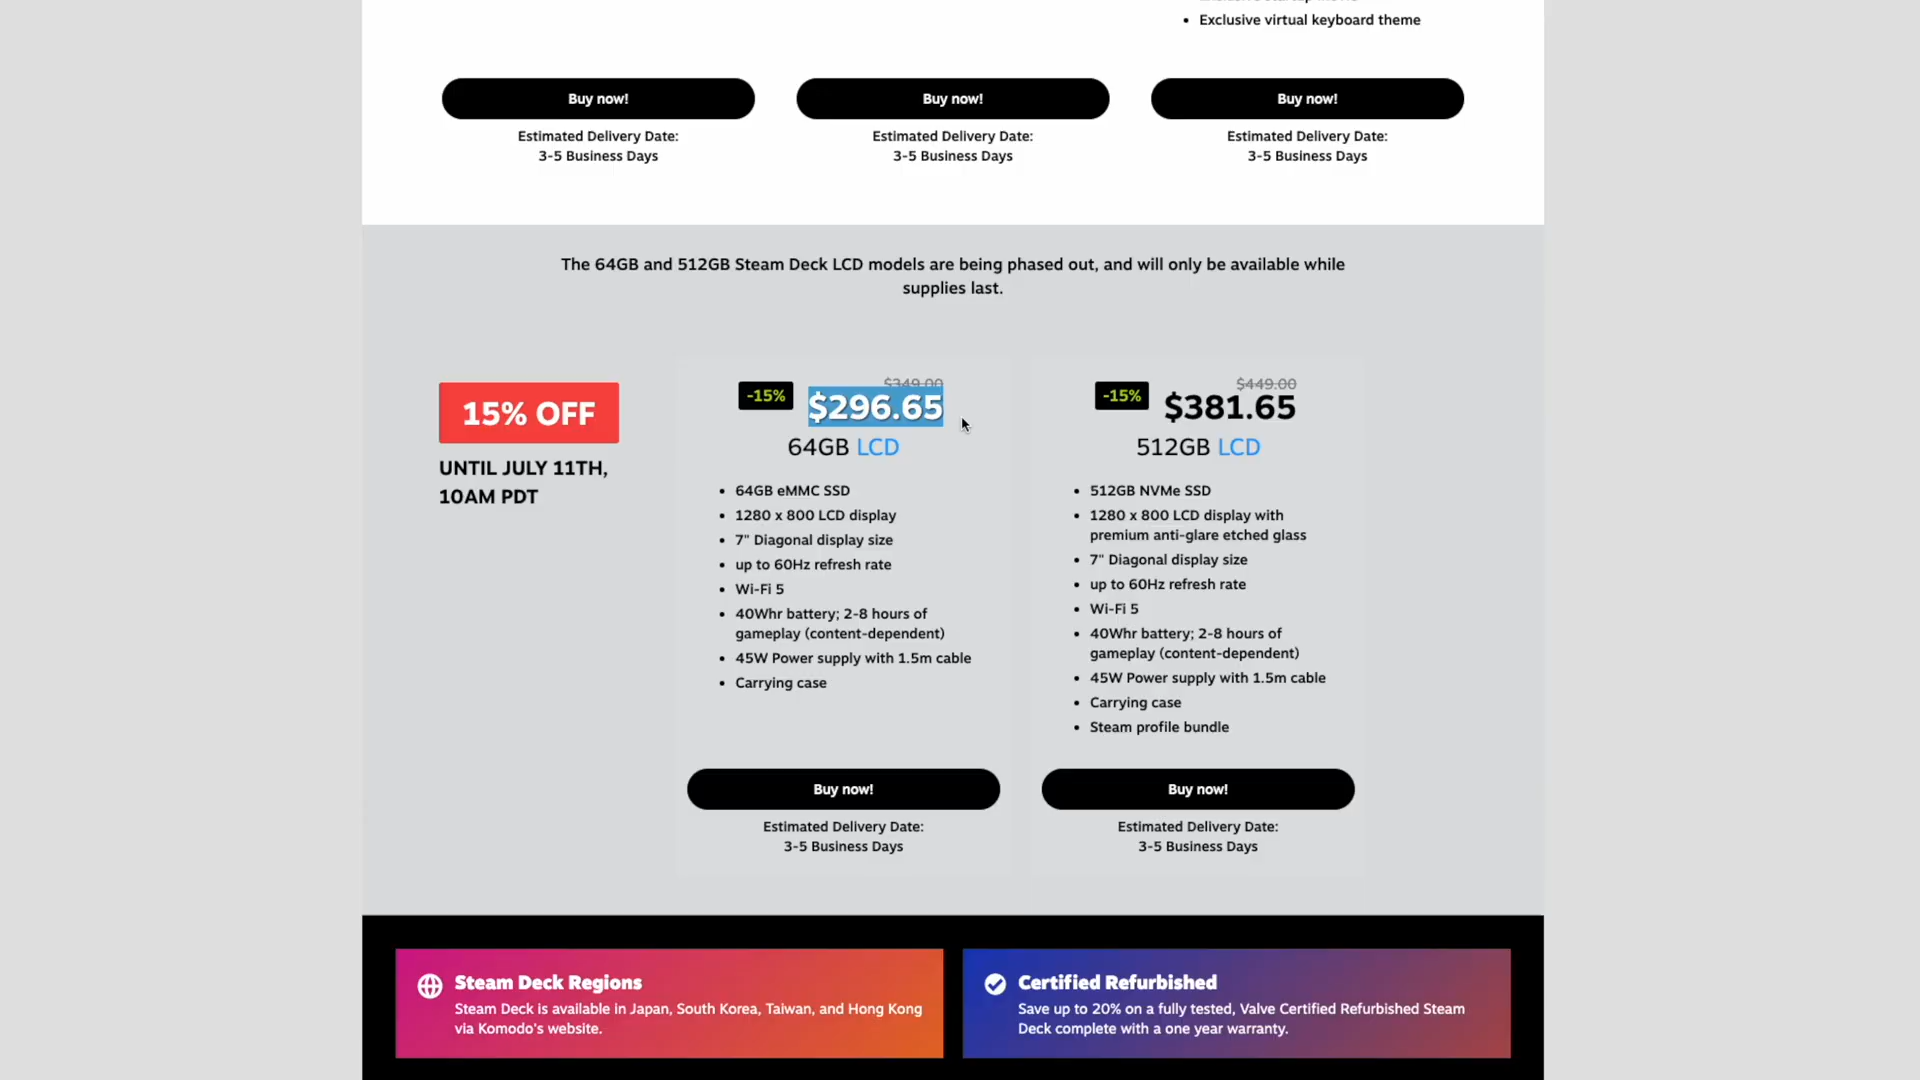 Exclusive virtual keyboard theme
Buy now!
Estimated Delivery Date:
3-5 Business Days
Buy now!
Estimated Delivery Date:
3-5 Business Days
Buy now!
Estimated Delivery Date:
3-5 Business Days
The 64GB and 512GB Steam Deck LCD models are being phased out, and will only be available while
supplies last.
15% OFF
UNTIL JULY 11TH,
10AM PDT
-15%
$349.00
$296.65
64GB LCD
64GB eMMC SSD
1280 x 800 LCD display
7" Diagonal display size
up to 60Hz refresh rate
Wi-Fi 5
40Whr battery; 2-8 hours of
gameplay (content-dependent)
45W Power supply with 1.5m cable
Carrying case
Buy now!
Estimated Delivery Date:
3-5 Business Days
-15%
$449.00
$381.65
512GB LCD
512GB NVMe SSD
1280 x 800 LCD display with
premium anti-glare etched glass
7" Diagonal display size
up to 60Hz refresh rate
Wi-Fi 5
40Whr battery; 2-8 hours of
gameplay (content-dependent)
45W Power supply with 1.5m cable
Carrying case
Steam profile bundle
Buy now!
Estimated Delivery Date:
3-5 Business Days
Steam Deck Regions
Steam Deck is available in Japan, South Korea, Taiwan, and Hong Kong
via Komodo's website.
Certified Refurbished
Save up to 20% on a fully tested, Valve Certified Refurbished Steam
Deck complete with a one year warranty.